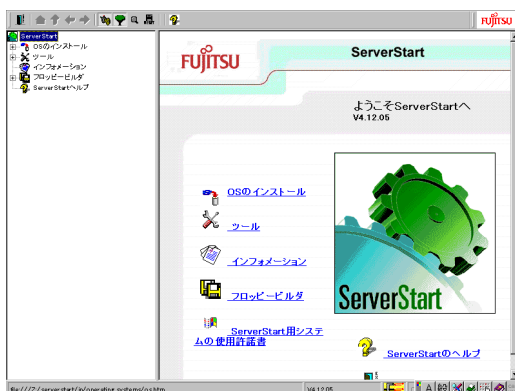 FUJITSU
ServerStart
OSのインストール
ツール
インフォメーション
フロッピービルダ
ServerStartヘルプ
FUJITSU
ServerStart
ようこそServerStartへ
V4.12.05
OSのインストール
ツール
インフォメーション
フロッピービルダ
ServerStart用システ
ムの使用許諾書
ServerStart
ServerStartのヘルプ
file:///Z:/serverstart/jp/operating systems/os.htm
V4.12.05